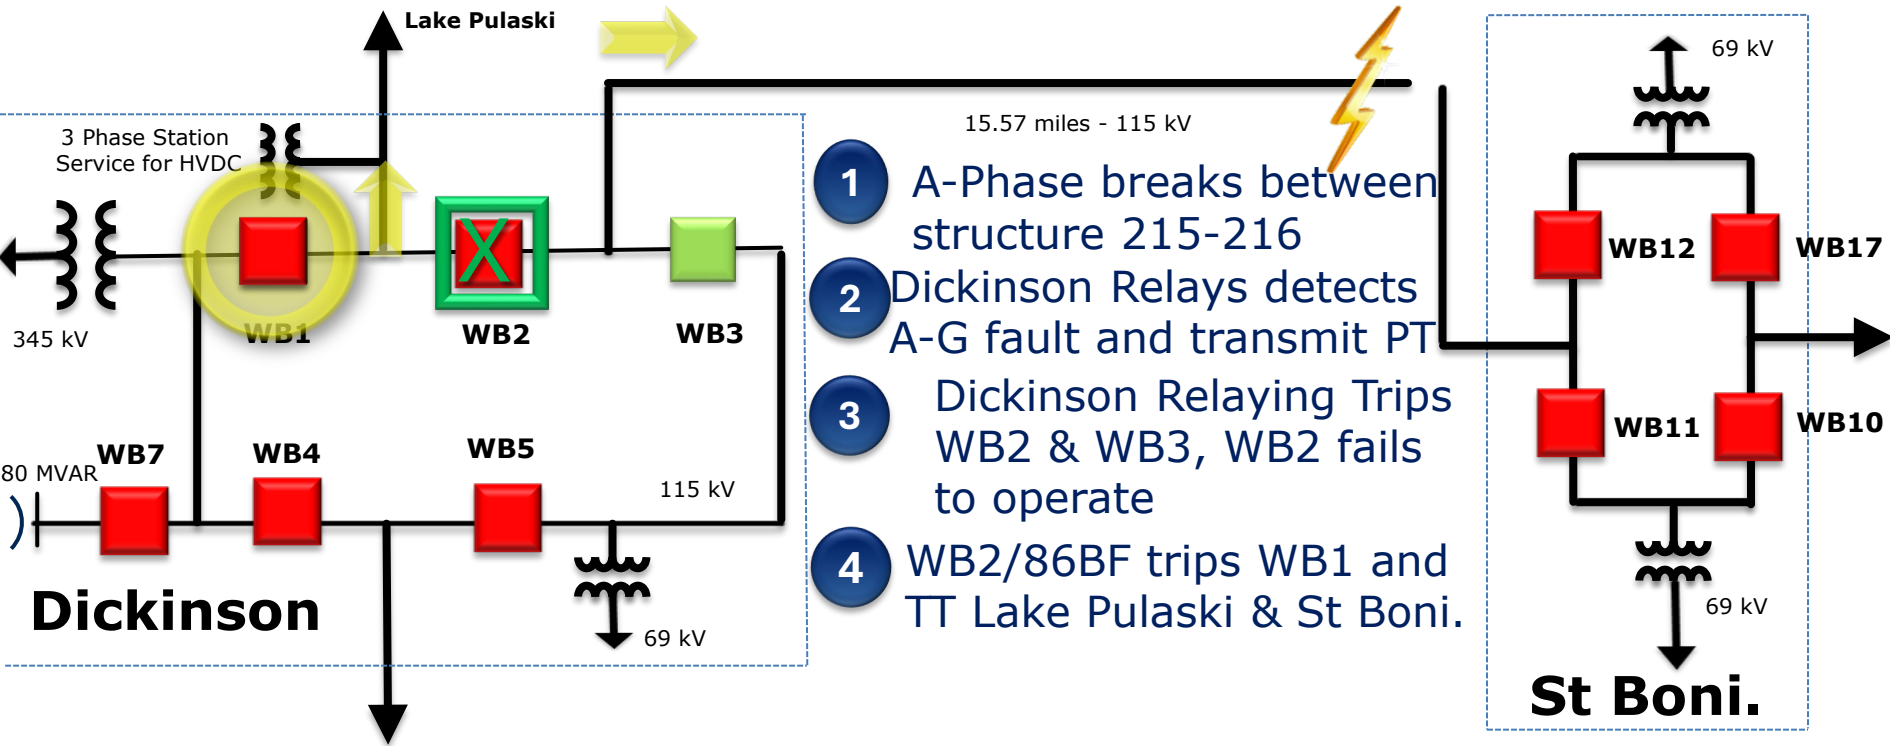 Lake Pulaski
69 kV
3 Phase Station
Service for HVDC
15.57 miles - 115 kV
1
A-Phase breaks between
structure 215-216
WB12
WB17
2
Dickinson Relays detects
A-G fault and transmit PT
X
WB1
WB2
WB3
345 kV
3
Dickinson Relaying Trips
WB2 & WB3, WB2 fails
to operate
WB11
WB10
WB7
WB4
WB5
80 MVAR
115 kV
4
WB2/86BF trips WB1 and
TT Lake Pulaski & St Boni.
Dickinson
69 kV
69 kV
St Boni.